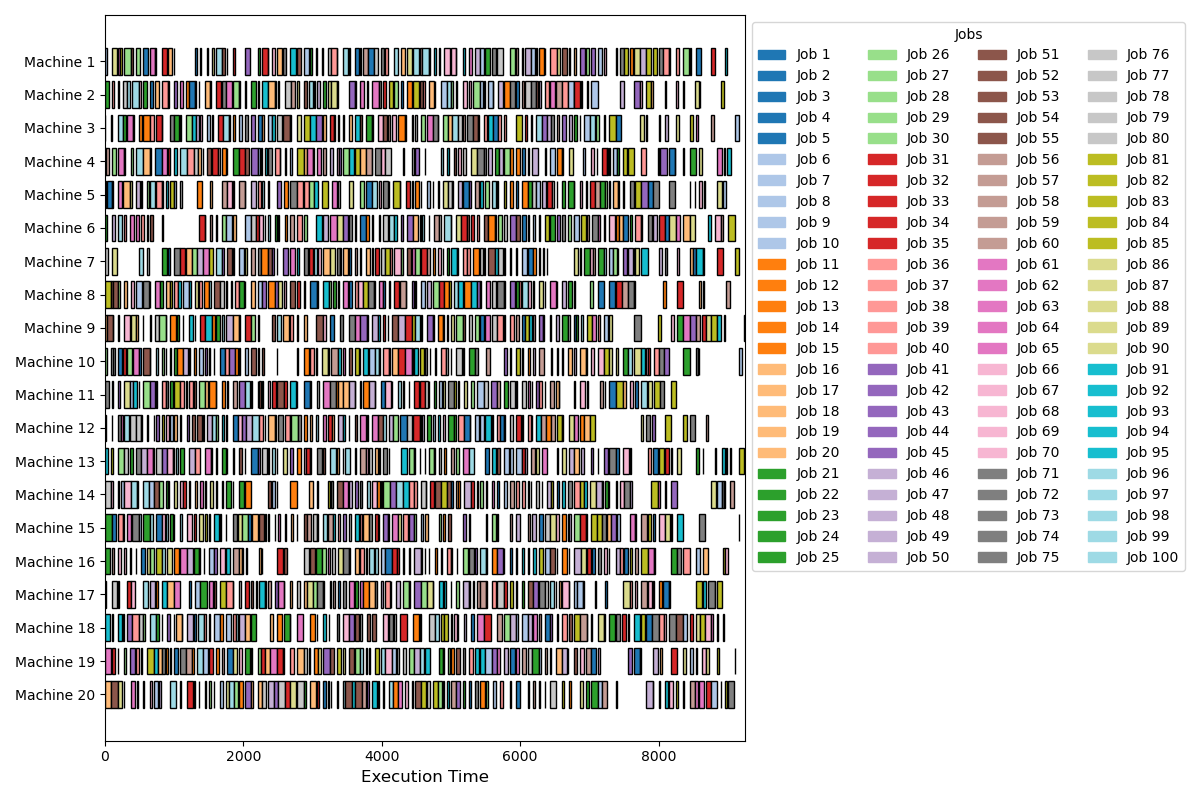 Machine 1
Machine 2
Machine 3
Machine 4
Machine 5
Machine 6
Machine 7
Machine 8
Machine 9
Machine 10
Machine 11
Machine 12
Machine 13
Machine 14
Machine 15
Machine 16
Machine 17
Machine 18
Machine 19
Machine 20
0 2000 4000 6000 8000
Execution Time
Jobs
Job 1 Job 26 Job 51 Job 76
Job 2 Job 27 Job 52 Job 77
Job 3 Job 28 Job 53 Job 78
Job 4 Job 29 Job 54 Job 79
Job 5 Job 30 Job 55 Job 80
Job 6 Job 31 Job 56 Job 81
Job 7 Job 32 Job 57 Job 82
Job 8 Job 33 Job 58 Job 83
Job 9 Job 34 Job 59 Job 84
Job 10 Job 35 Job 60 Job 85
Job 11 Job 36 Job 61 Job 86
Job 12 Job 37 Job 62 Job 87
Job 13 Job 38 Job 63 Job 88
Job 14 Job 39 Job 64 Job 89
Job 15 Job 40 Job 65 Job 90
Job 16 Job 41 Job 66 Job 91
Job 17 Job 42 Job 67 Job 92
Job 18 Job 43 Job 68 Job 93
Job 19 Job 44 Job 69 Job 94
Job 20 Job 45 Job 70 Job 95
Job 21 Job 46 Job 71 Job 96
Job 22 Job 47 Job 72 Job 97
Job 23 Job 48 Job 73 Job 98
Job 24 Job 49 Job 74 Job 99
Job 25 Job 50 Job 75 Job 100